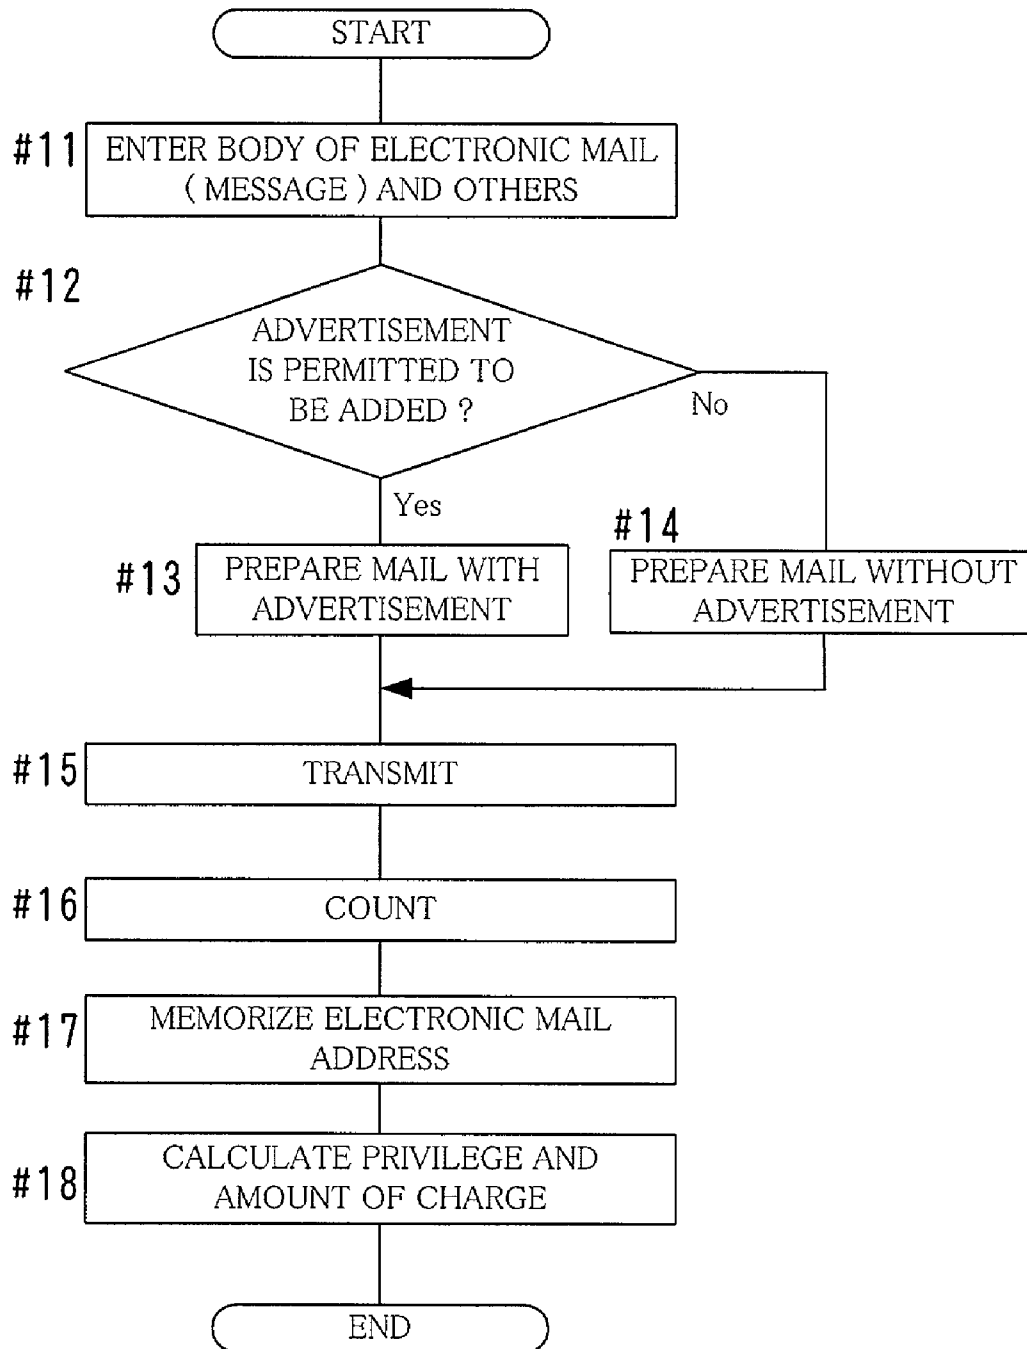 START
#11
ENTER BODY OF ELECTRONIC MAIL
( MESSAGE ) AND OTHERS
#12
ADVERTISEMENT
IS PERMITTED TO
BE ADDED ?
No
Yes
#13
PREPARE MAIL WITH
ADVERTISEMENT
#14
PREPARE MAIL WITHOUT
ADVERTISEMENT
#15
TRANSMIT
#16
COUNT
#17
MEMORIZE ELECTRONIC MAIL
ADDRESS
#18
CALCULATE PRIVILEGE AND
AMOUNT OF CHARGE
END